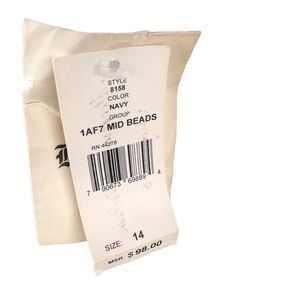 STYLE
8158
COLOR
NAVY
GROUP
1AF7 MID BEADS
RN 44278
7 90673 69889 4
SIZE: 14
MSR $98.00